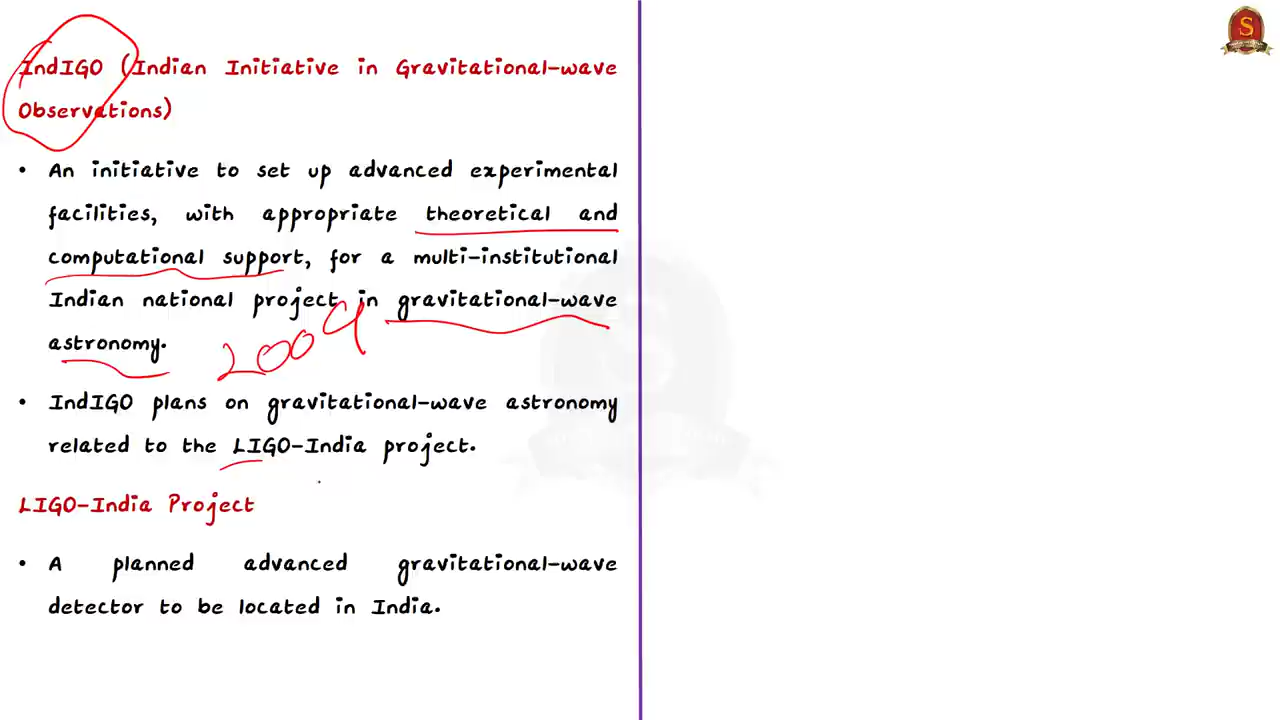 IndIGO (Indian Initiative in Gravitational-wave
Observations)
• An initiative to set up advanced experimental
facilities, with appropriate theoretical and
computational support, for a multi-institutional
Indian national project in gravitational-wave
astronomy.
2009
• IndIGO plans on gravitational-wave astronomy
related to the LIGO-India project.
LIGO-India Project
• A planned advanced gravitational-wave
detector to be located in India.
S